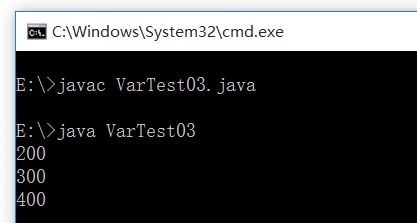 C:\Windows\System32\cmd.exe
E:\>javac VarTest03.java
E:\>java VarTest03
200
300
400